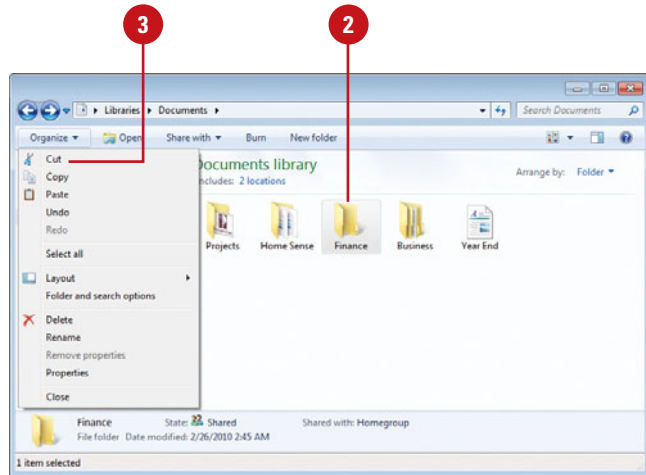 3 2
Libraries Documents Search Documents
Organize Open Share with Burn New folder
Cut
Copy
Paste
Undo
Redo
Select all
Layout
Folder and search options
Delete
Rename
Remove properties
Properties
Close
Documents library
Includes: 2 locations
Arrange by: Folder
Projects Home Sense Finance Business Year End
Finance State: Shared Shared with: Homegroup
File folder Date modified: 2/26/2010 2:45 AM
1 item selected